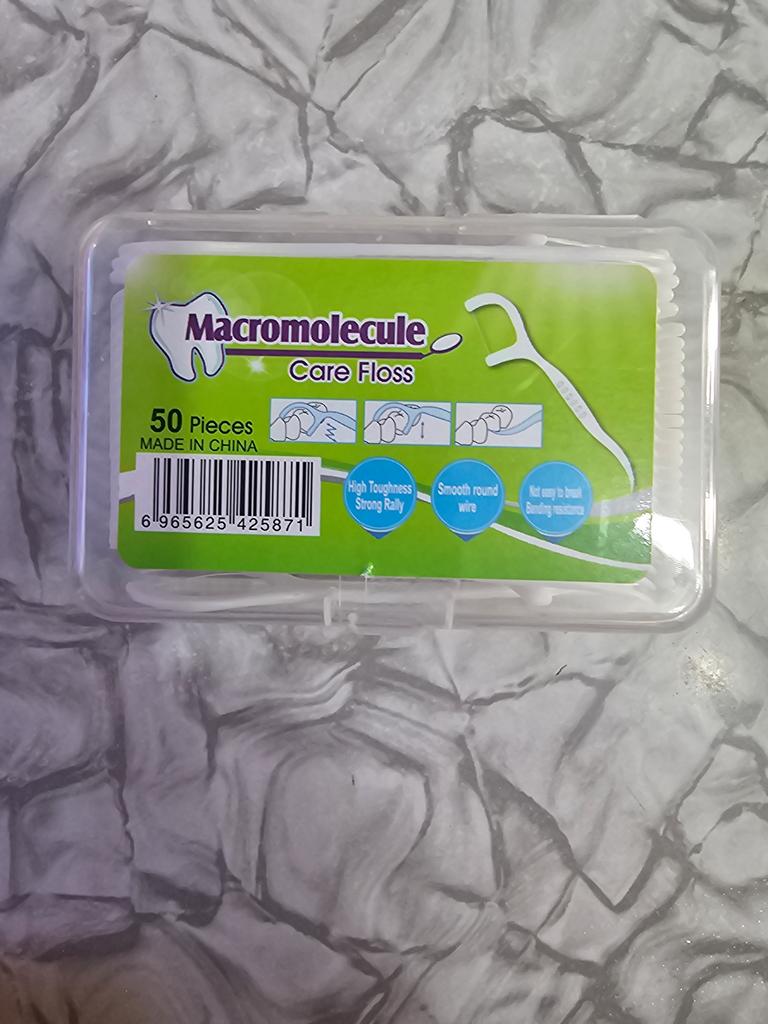 Macromolecule
Care Floss
50 Pieces
MADE IN CHINA
6 965625 425871
High Toughness
Strong Rally
Smooth round
wire
Not easy to break
Bending resistance